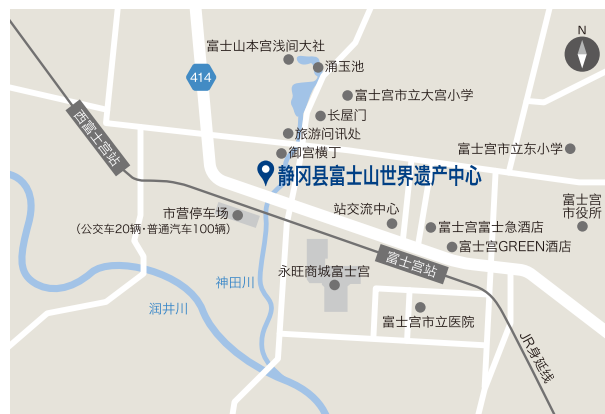 N
富士山本宫浅间大社
涌玉池
414
富士宫市立大宫小学
长屋门
西富士宫站
旅游问讯处
富士宫市立东小学
御宫横丁
静冈县富士山世界遗产中心
富士宫
市役所
市营停车场
（公交车20辆·普通汽车100辆）
站交流中心
富士宫富士急酒店
富士宫GREEN酒店
富士宫站
永旺商城富士宫
神田川
润井川
富士宫市立医院
JR身延线